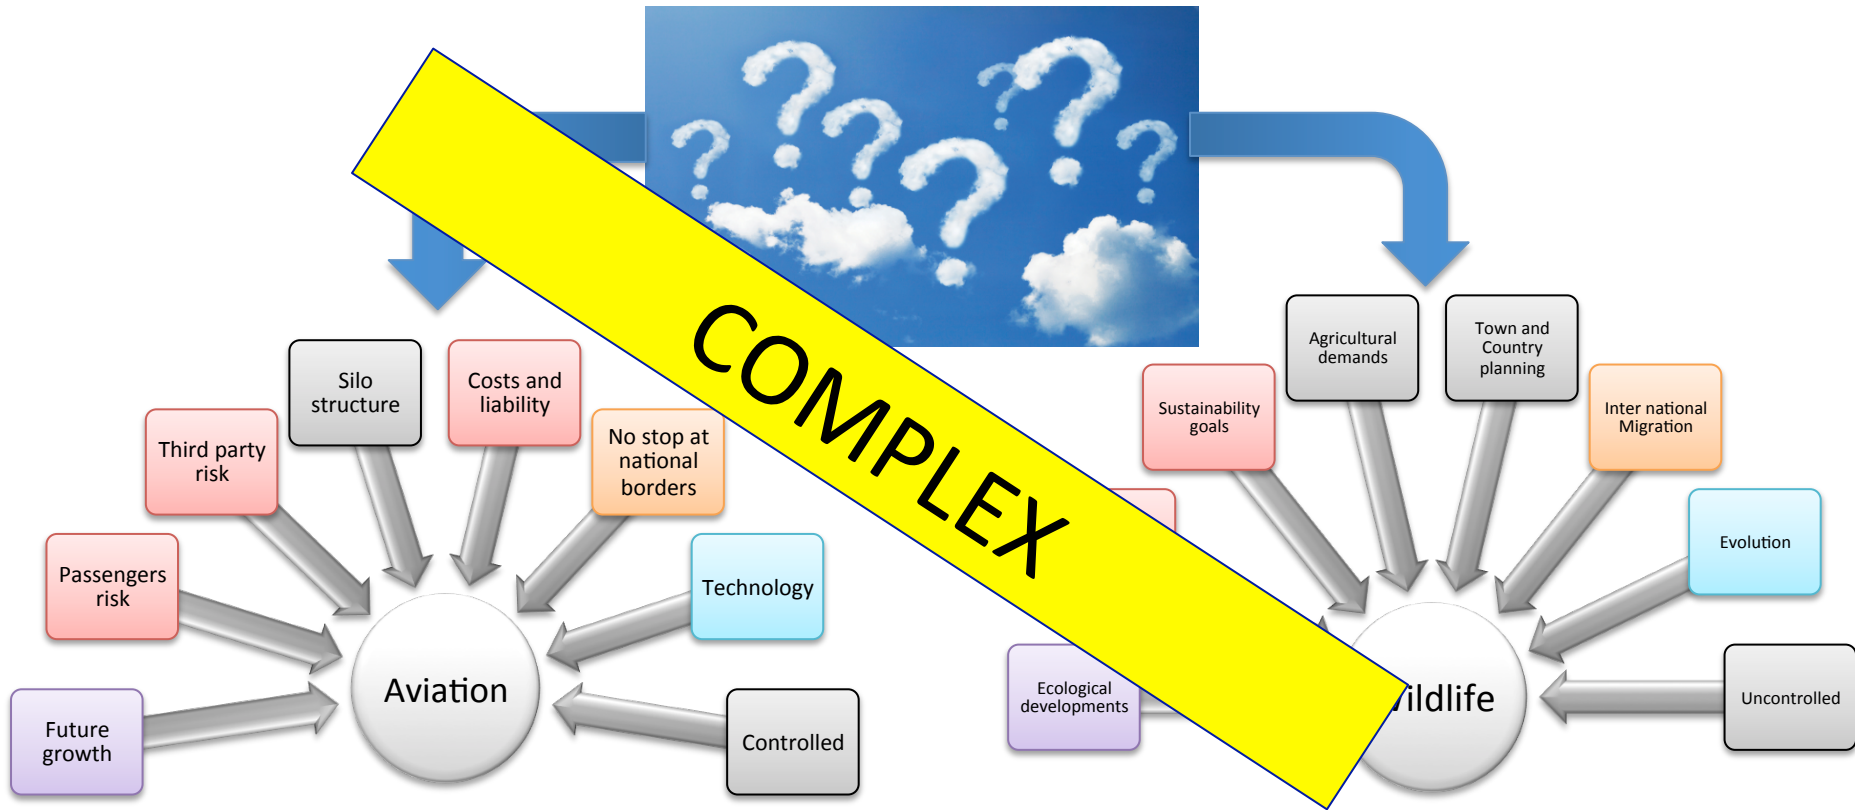 COMPLEX
Silo
structure
Costs and
liability
Third party
risk
No stop at
national
borders
Passengers
risk
Technology
Future
growth
Controlled
Aviation
Agricultural
demands
Town and
Country
planning
Sustainability
goals
Inter national
Migration
Evolution
Ecological
developments
Uncontrolled
ildlife